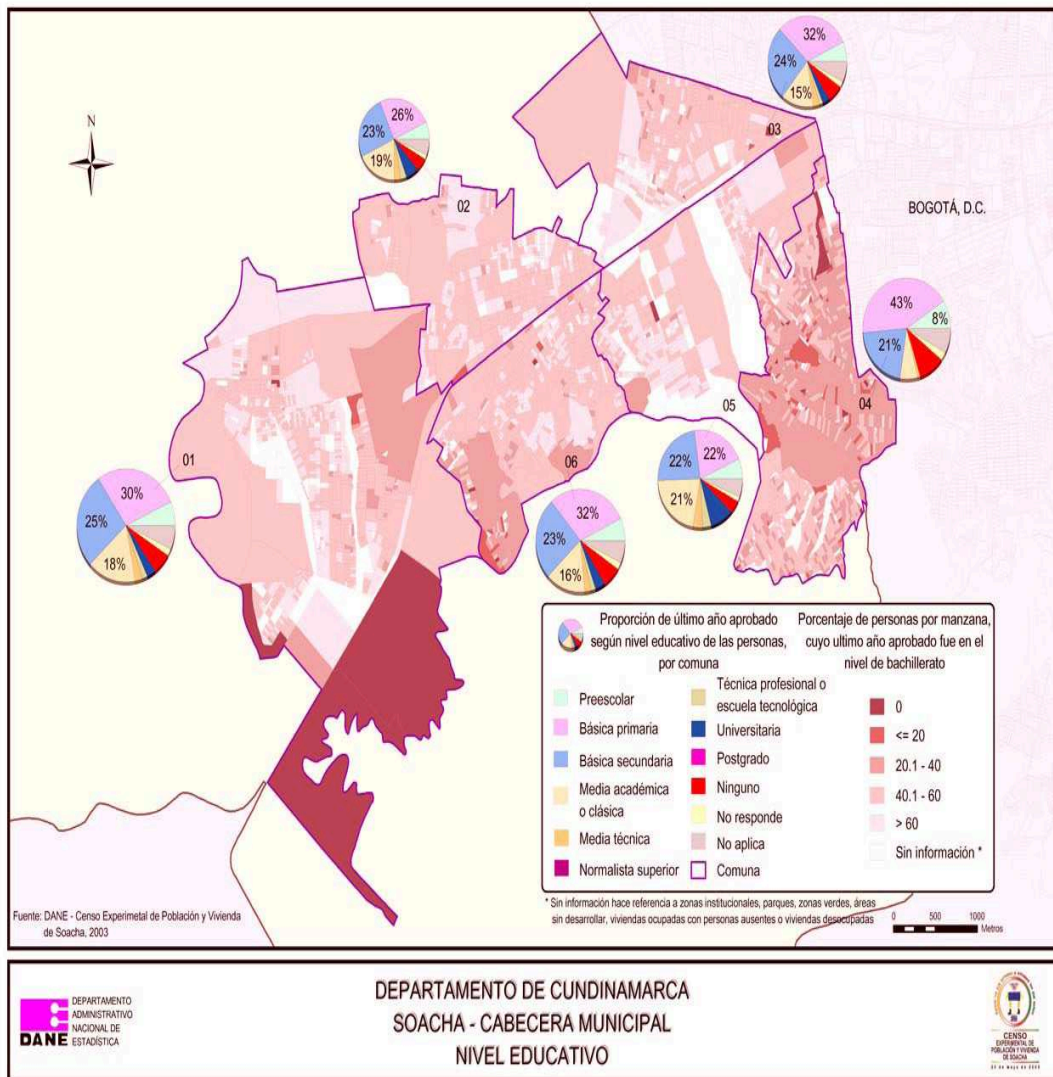 32%
24%
15%
03
N
26%
23%
19%
02
BOGOTÁ, D.C.
43%
8%
21%
04
05
01
06
22%
22%
21%
30%
25%
18%
32%
23%
16%
Proporción de último año aprobado
según nivel educativo de las personas,
por comuna
Preescolar
Básica primaria
Básica secundaria
Media académica
o clásica
Media técnica
Normalista superior
Técnica profesional o
escuela tecnológica
Universitaria
Postgrado
Ninguno
No responde
No aplica
Comuna
Porcentaje de personas por manzana,
cuyo ultimo año aprobado fue en el
nivel de bachillerato
0
<= 20
20.1 - 40
40.1 - 60
> 60
Sin información *
* Sin información hace referencia a zonas institucionales, parques, zonas verdes, áreas
sin desarrollar, viviendas ocupadas con personas ausentes o viviendas desocupadas
0 500 1000
Metros
Fuente: DANE - Censo Experimetal de Población y Vivienda
de Soacha, 2003
DANE
DEPARTAMENTO
ADMINISTRATIVO
NACIONAL DE
ESTADÍSTICA
DEPARTAMENTO DE CUNDINAMARCA
SOACHA - CABECERA MUNICIPAL
NIVEL EDUCATIVO
CENSO
EXPERIMENTAL DE
POBLACIÓN Y VIVIENDA
DE SOACHA